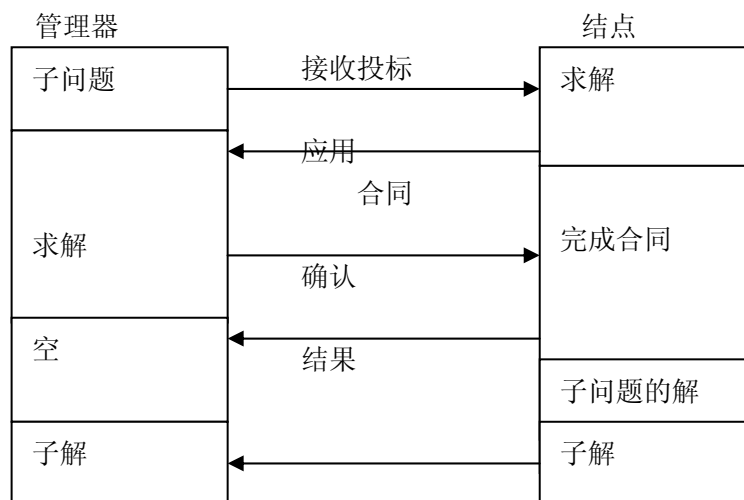 管理器
结点
子问题
接收投标
求解
应用
合同
求解
完成合同
确认
空
结果
子问题的解
子解
子解